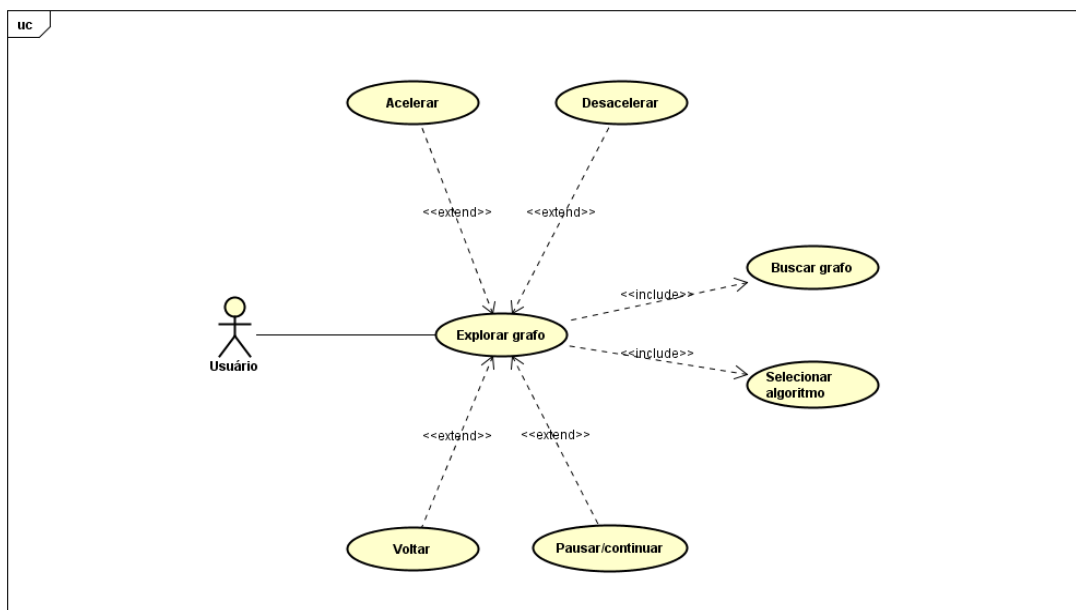 uc
Acelerar
Desacelerar
<<extend>>
<<extend>>
Buscar grafo
<<include>>
Explorar grafo
Usuário
<<include>>
Selecionar
algoritmo
<<extend>>
<<extend>>
Voltar
Pausar/continuar